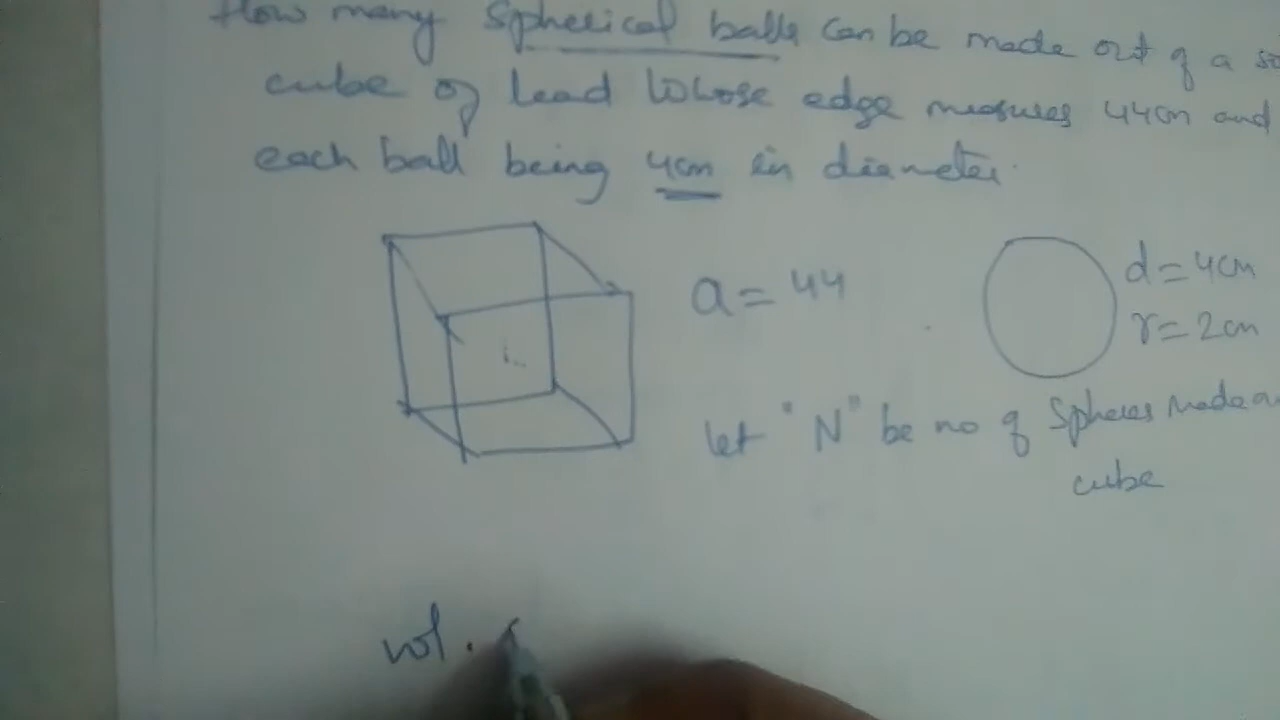 How many spherical balls can be made out of a
cube of lead whose edge measures 44cm and
each ball being 4cm in diameter.
a = 44
d = 4cm
r = 2cm
let "N" be no of spheres made
cube
vol.